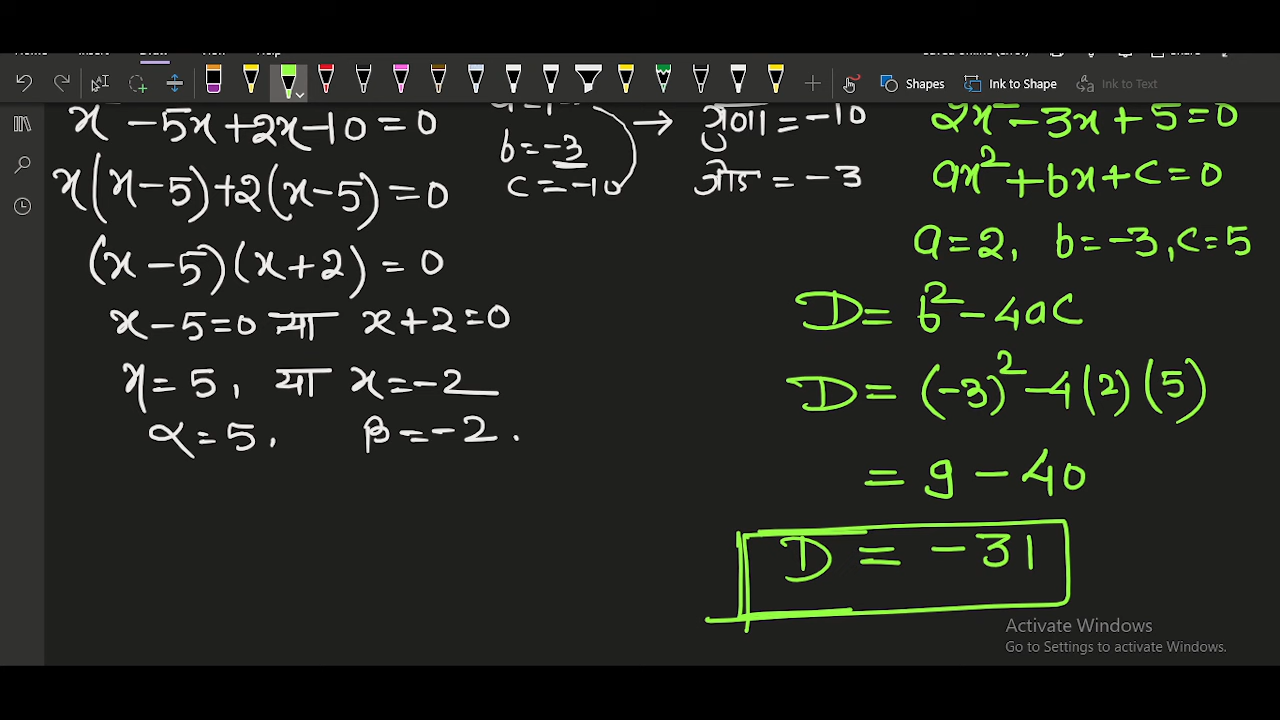 Shapes Ink to Shape Ink to Text
x² - 5x + 2x - 10 = 0
x(x - 5) + 2(x - 5) = 0
(x - 5)(x + 2) = 0
x - 5 = 0 या x + 2 = 0
x = 5, या x = -2
α = 5, β = -2.
b = -3
c = -10
→ गुणा = -10
जोड = -3
2x² - 3x + 5 = 0
ax² + bx + c = 0
a = 2, b = -3, c = 5
D = b² - 4ac
D = (-3)² - 4(2)(5)
= 9 - 40
D = -31
Activate Windows
Go to Settings to activate Windows.